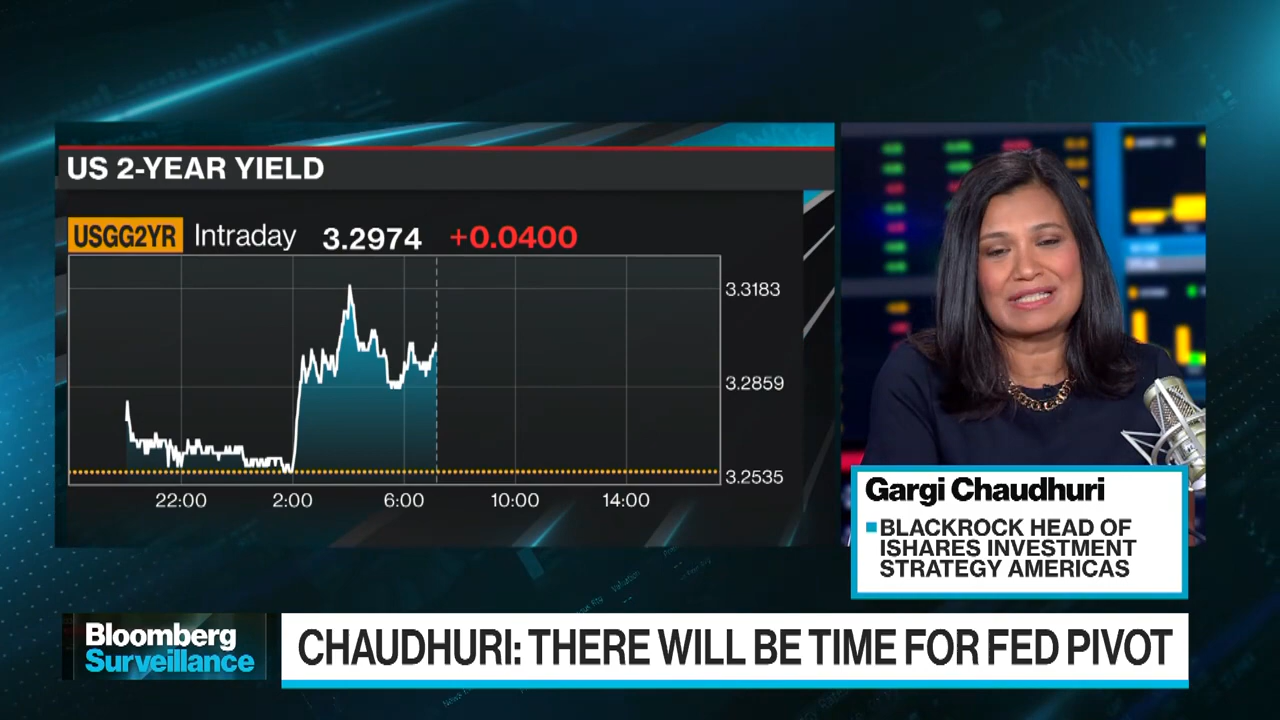 US 2-YEAR YIELD
USGG2YR Intraday 3.2974 +0.0400
3.3183
3.2859
3.2535
22:00 2:00 6:00 10:00 14:00
Gargi Chaudhuri
BLACKROCK HEAD OF
ISHARES INVESTMENT
STRATEGY AMERICAS
Bloomberg
Surveillance
CHAUDHURI: THERE WILL BE TIME FOR FED PIVOT